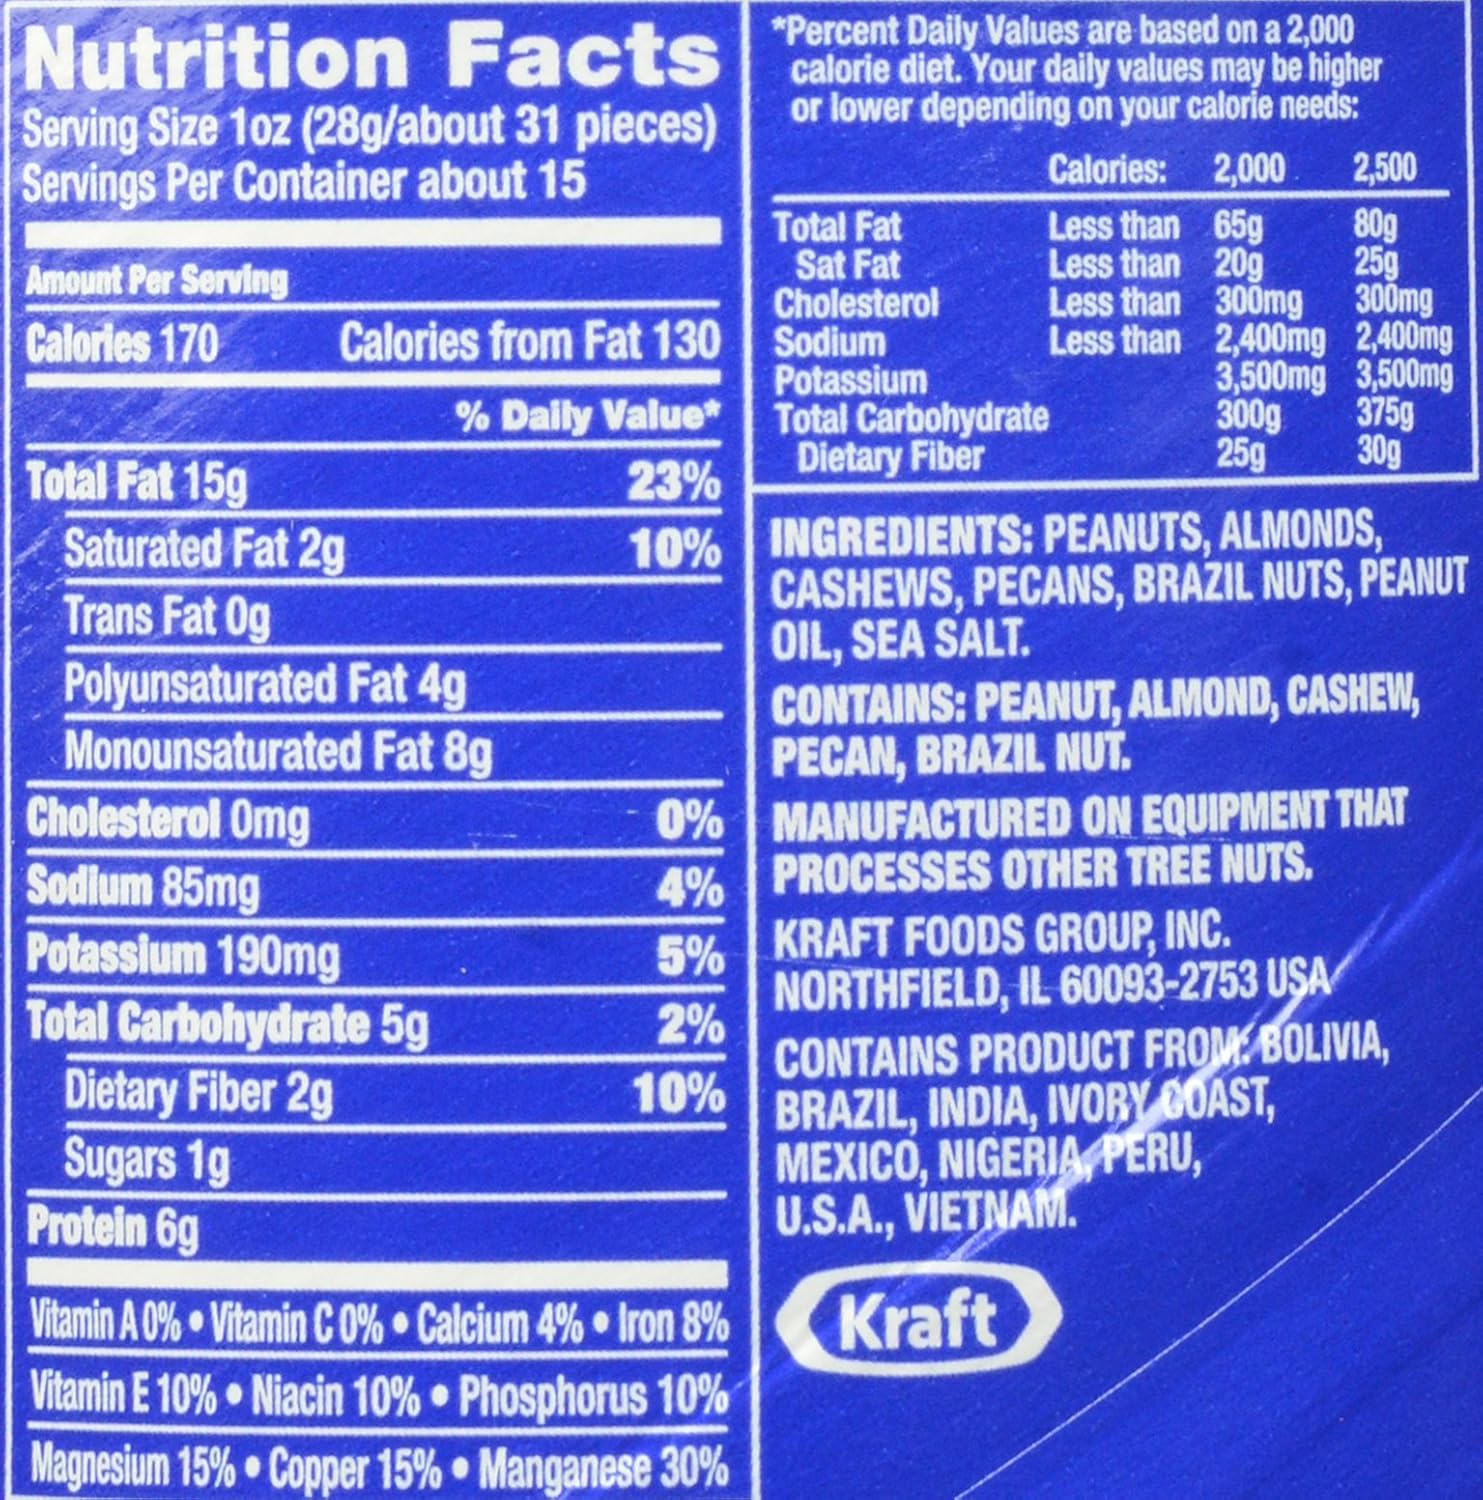 Nutrition Facts
Serving Size 1oz (28g/about 31 pieces)
Servings Per Container about 15
Amount Per Serving
Calories 170 Calories from Fat 130
% Daily Value*
Total Fat 15g 23%
Saturated Fat 2g 10%
Trans Fat 0g
Polyunsaturated Fat 4g
Monounsaturated Fat 8g
Cholesterol 0mg 0%
Sodium 85mg 4%
Potassium 190mg 5%
Total Carbohydrate 5g 2%
Dietary Fiber 2g 10%
Sugars 1g
Protein 6g
Vitamin A 0% • Vitamin C 0% • Calcium 4% • Iron 8%
Vitamin E 10% • Niacin 10% • Phosphorus 10%
Magnesium 15% • Copper 15% • Manganese 30%
*Percent Daily Values are based on a 2,000
calorie diet. Your daily values may be higher
or lower depending on your calorie needs:
Calories: 2,000 2,500
Total Fat Less than 65g 80g
Sat Fat Less than 20g 25g
Cholesterol Less than 300mg 300mg
Sodium Less than 2,400mg 2,400mg
Potassium 3,500mg 3,500mg
Total Carbohydrate 300g 375g
Dietary Fiber 25g 30g
INGREDIENTS: PEANUTS, ALMONDS,
CASHEWS, PECANS, BRAZIL NUTS, PEANUT
OIL, SEA SALT.
CONTAINS: PEANUT, ALMOND, CASHEW,
PECAN, BRAZIL NUT.
MANUFACTURED ON EQUIPMENT THAT
PROCESSES OTHER TREE NUTS.
KRAFT FOODS GROUP, INC.
NORTHFIELD, IL 60093-2753 USA
CONTAINS PRODUCT FROM: BOLIVIA,
BRAZIL, INDIA, IVORY COAST,
MEXICO, NIGERIA, PERU,
U.S.A., VIETNAM.
Kraft